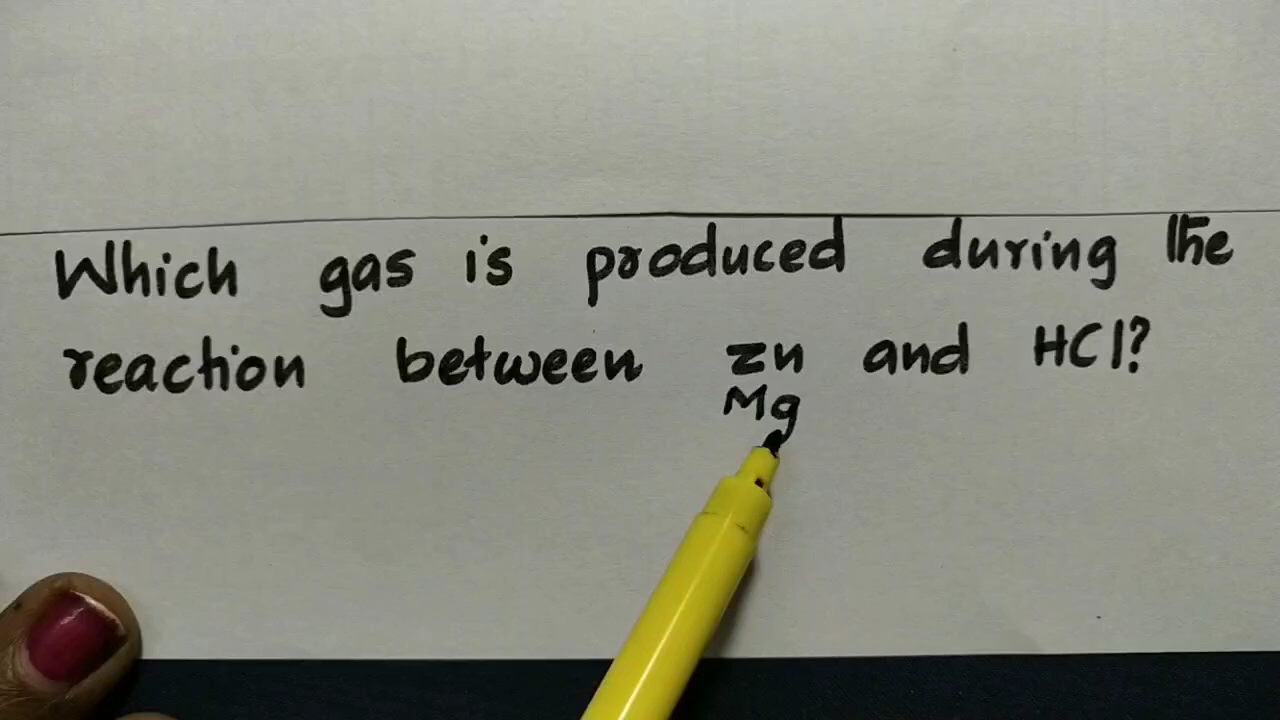 Which gas is produced during the
reaction between zn and HCl?
Mg